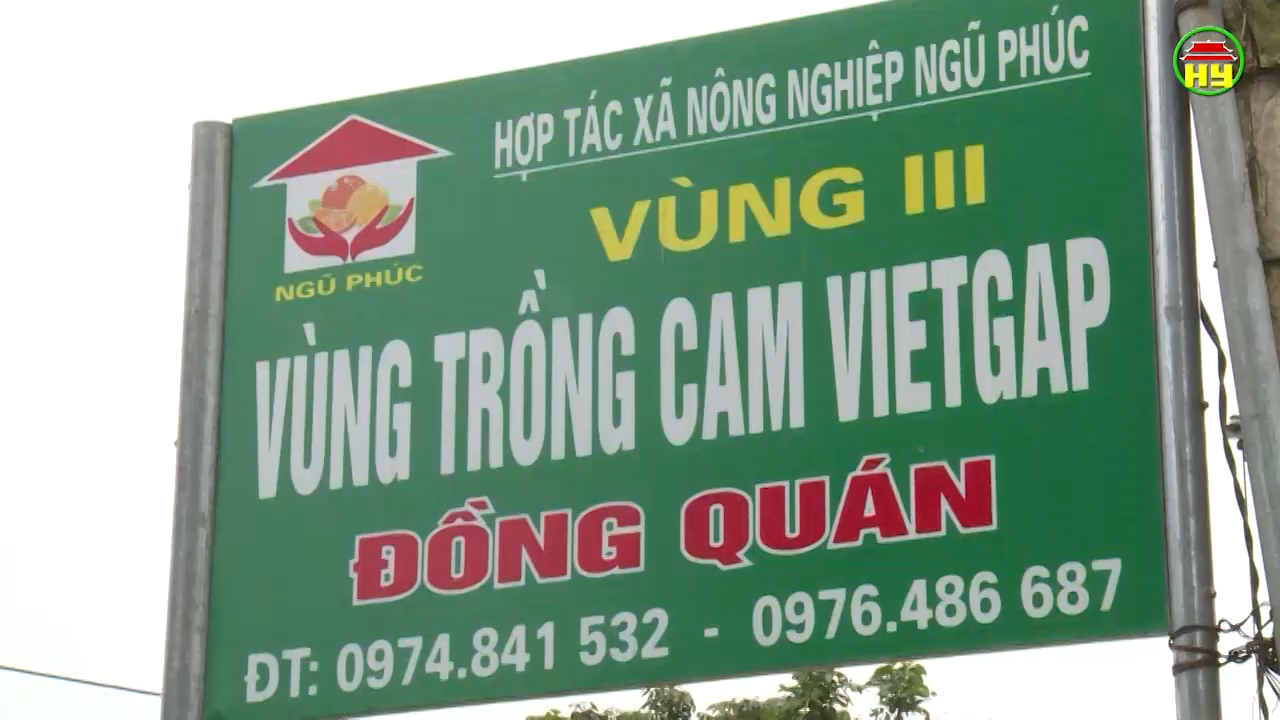 HỢP TÁC XÃ NÔNG NGHIỆP NGŨ PHÚC
VÙNG III
NGŨ PHÚC
VÙNG TRỒNG CAM VIETGAP
ĐỒNG QUÁN
ĐT: 0974.841 532 - 0976.486 687
HY